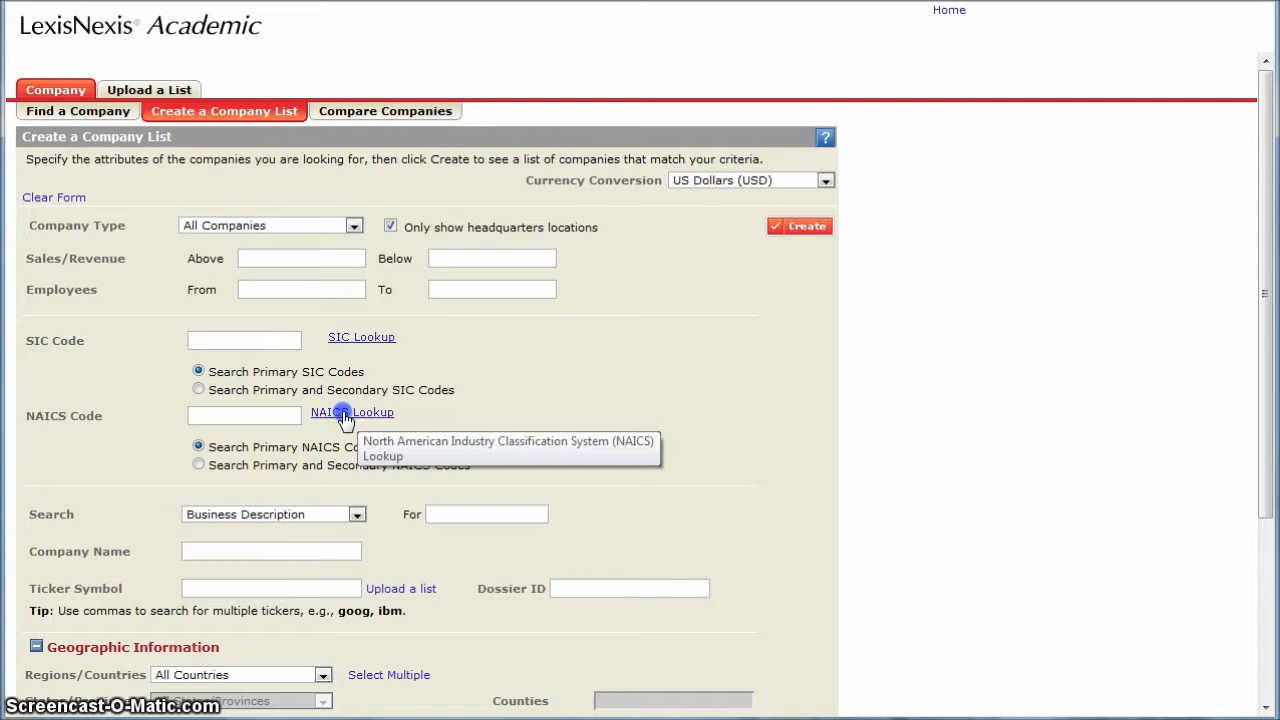 Home
LexisNexis® Academic
Company Upload a List
Find a Company Create a Company List Compare Companies
Create a Company List ?
Specify the attributes of the companies you are looking for, then click Create to see a list of companies that match your criteria.
Currency Conversion US Dollars (USD)
Clear Form
Company Type All Companies Only show headquarters locations Create
Sales/Revenue Above Below
Employees From To
SIC Code SIC Lookup
Search Primary SIC Codes
Search Primary and Secondary SIC Codes
NAICS Code NAICS Lookup
Search Primary NAICS
North American Industry Classification System (NAICS)
Lookup
Search Primary and Secondary NAICS Codes
Search Business Description For
Company Name
Ticker Symbol Upload a list Dossier ID
Tip: Use commas to search for multiple tickers, e.g., goog, ibm.
Geographic Information
Regions/Countries All Countries Select Multiple
Counties
Screencast-O-Matic.com